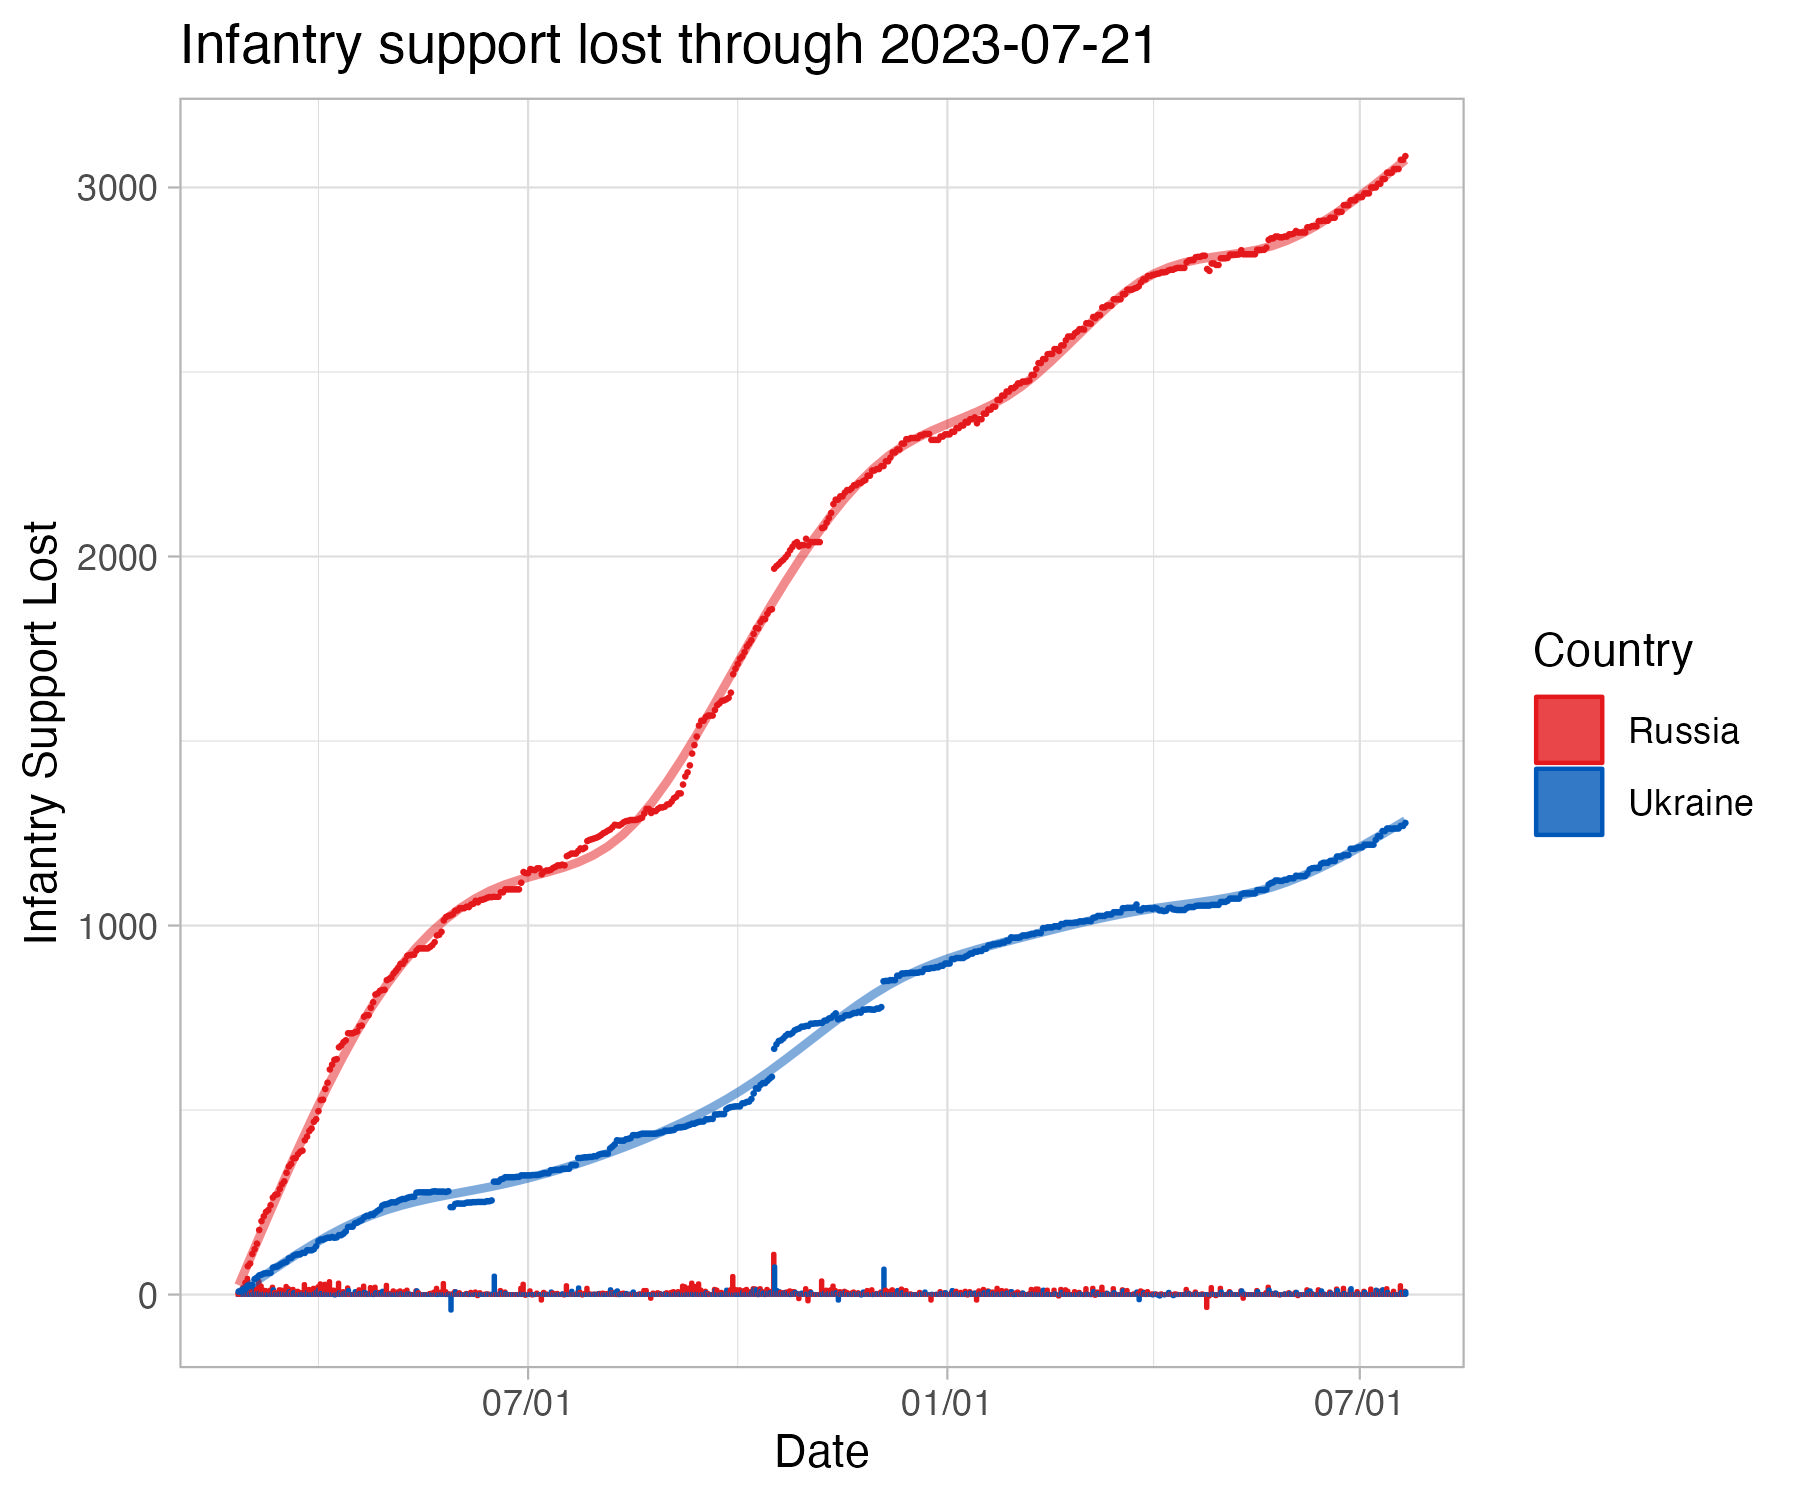 Infantry support lost through 2023-07-21
Infantry Support Lost
3000
2000
1000
0
07/01
01/01
07/01
Date
Country
Russia
Ukraine